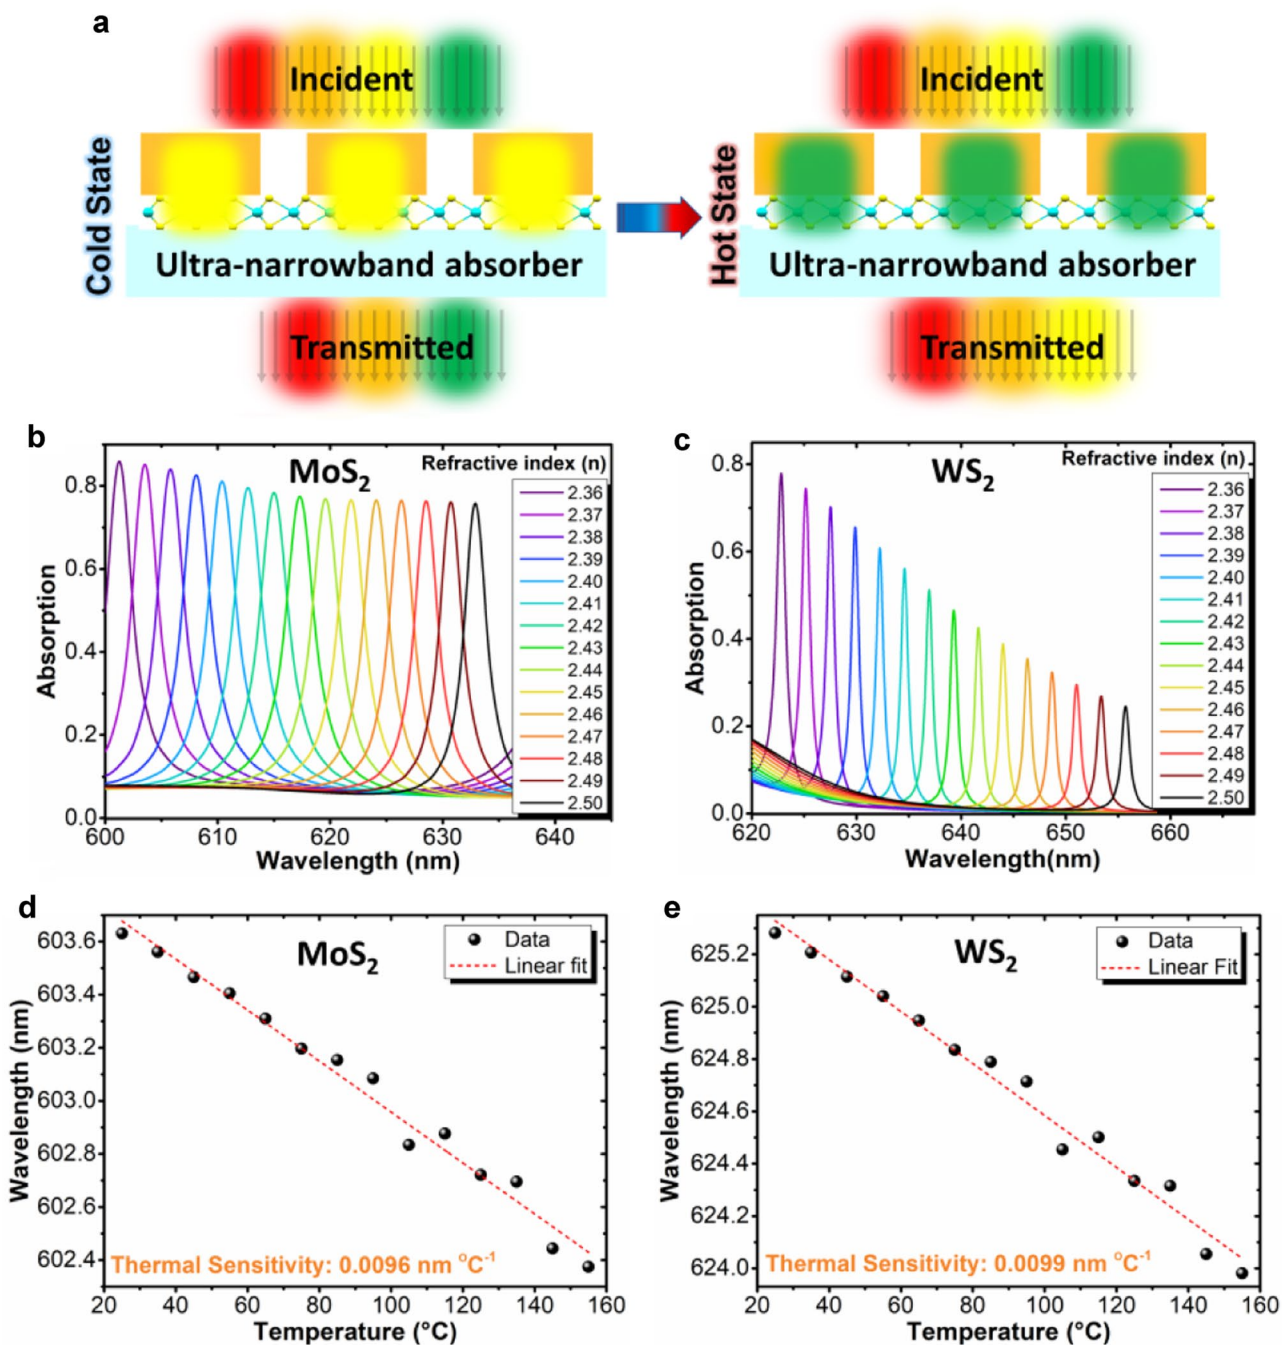 a
Incident
Incident
Cold State
Hot State
Ultra-narrowband absorber
Ultra-narrowband absorber
Transmitted
Transmitted
b
MoS2
Refractive index (n)
2.36
2.37
2.38
2.39
2.40
2.41
2.42
2.43
2.44
2.45
2.46
2.47
2.48
2.49
2.50
0.8
0.6
0.4
0.2
0.0
Absorption
600
610
620
630
640
Wavelength (nm)
c
WS2
Refractive index (n)
2.36
2.37
2.38
2.39
2.40
2.41
2.42
2.43
2.44
2.45
2.46
2.47
2.48
2.49
2.50
0.8
0.6
0.4
0.2
0.0
Absorption
620
630
640
650
660
Wavelength(nm)
d
MoS2
Data
Linear fit
603.6
603.4
603.2
603.0
602.8
602.6
602.4
Wavelength (nm)
Thermal Sensitivity: 0.0096 nm °C-1
20
40
60
80
100
120
140
160
Temperature (°C)
e
WS2
Data
Linear Fit
625.2
625.0
624.8
624.6
624.4
624.2
624.0
Wavelength (nm)
Thermal Sensitivity: 0.0099 nm °C-1
20
40
60
80
100
120
140
160
Temperature (°C)